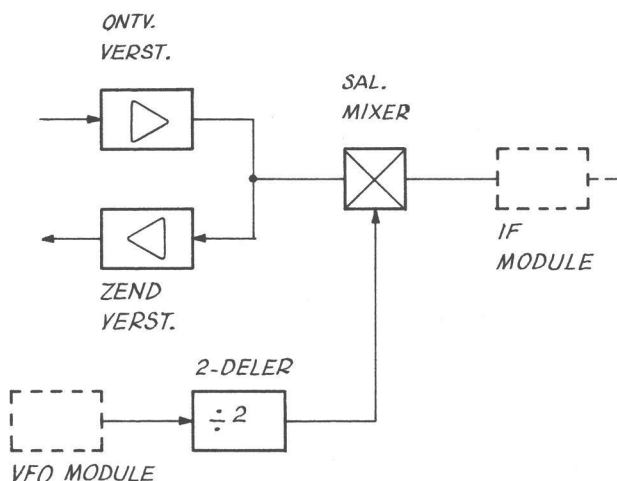 ONTV.
VERST.
SAL.
MIXER
IF
MODULE
ZEND
VERST.
2-DELER
÷2
VFO MODULE